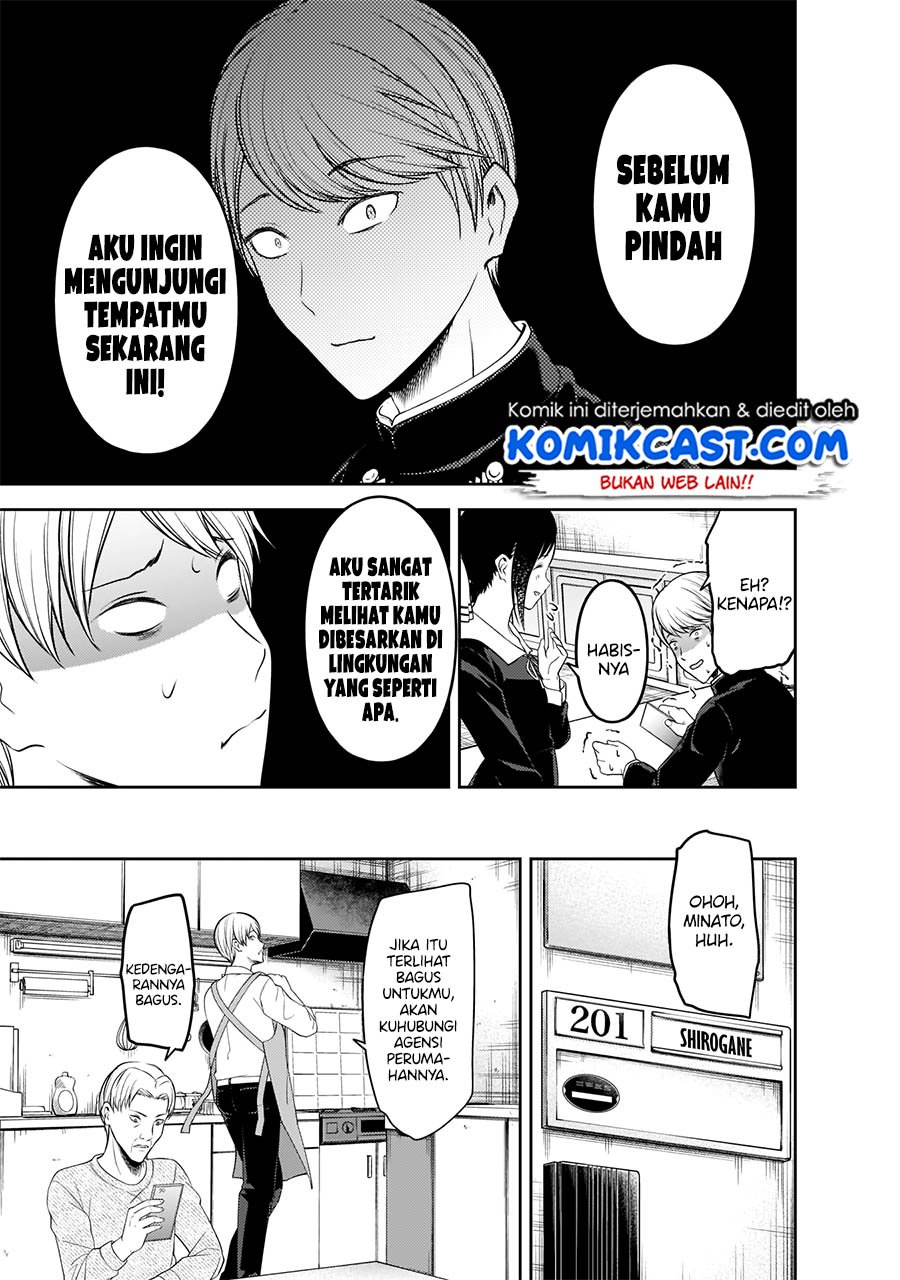 SEBELUM
KAMU
PINDAH
AKU INGIN
MENGUNJUNGI
TEMPATMU
SEKARANG
INI!
Komik ini diterjemahkan & diedit oleh
KOMIKCAST.COM
BUKAN WEB LAIN!!
EH?
KENAPA!?
HABIS-
NYA
AKU SANGAT
TERTARIK
MELIHAT KAMU
DIBESARKAN DI
LINGKUNGAN
YANG SEPERTI
APA.
OHOH,
MINATO,
HUH.
201
SHIROGANE
JIKA ITU
TERLIHAT
BAGUS
UNTUKMU,
AKAN
KUHUBUNGI
AGENSI
PERUMA-
HANNYA.
KEDENGA-
RANNYA
BAGUS.